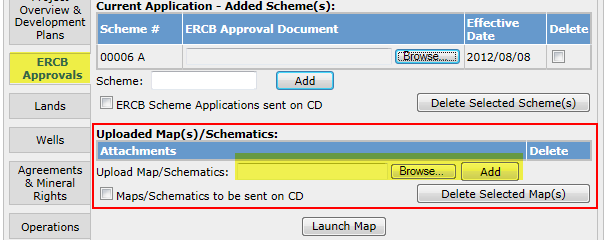 Project
Overview &
Development
Plans
ERCB
Approvals
Lands
Wells
Agreements
& Mineral
Rights
Operations
Current Application - Added Scheme(s):
Scheme # ERCB Approval Document Effective Date Delete
00006 A Browse... 2012/08/08
Scheme: Add
ERCB Scheme Applications sent on CD Delete Selected Scheme(s)
Uploaded Map(s)/Schematics:
Attachments Delete
Upload Map/Schematics: Browse... Add
Maps/Schematics to be sent on CD Delete Selected Map(s)
Launch Map